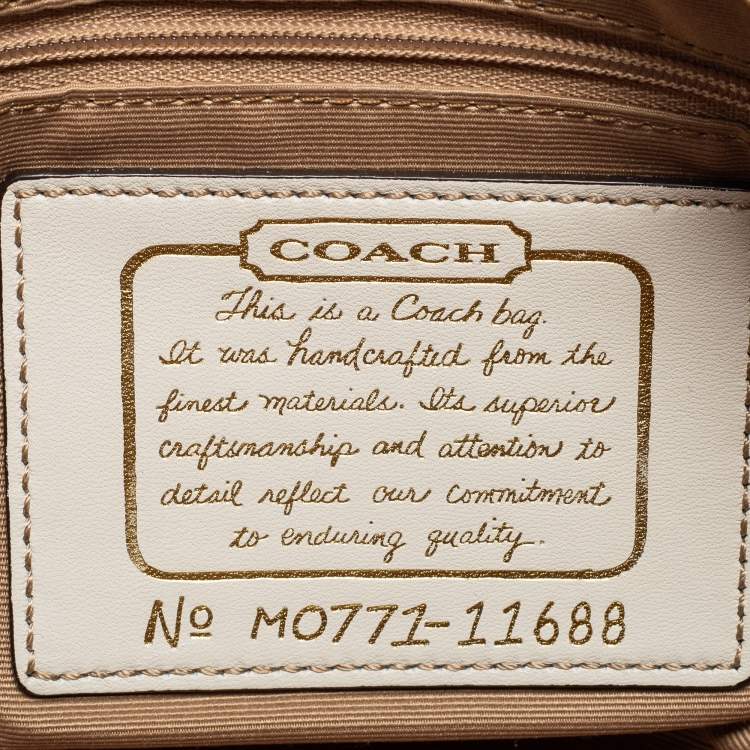 COACH
This is a Coach bag.
It was handcrafted from the
finest materials. Its superior
craftsmanship and attention to
detail reflect our commitment
to enduring quality.
Nº MO771-11688